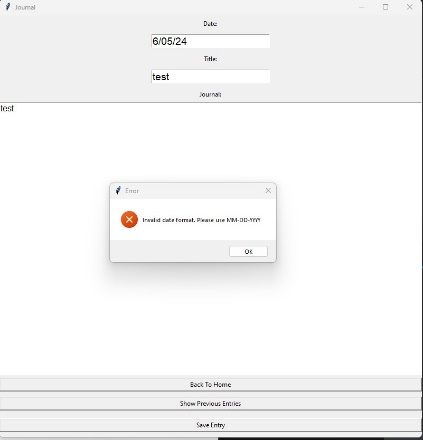 Journal
Date:
6/05/24
Title:
test
Journal:
test
Error
Invalid date format. Please use MM-DD-YYYY
OK
Back To Home
Show Previous Entries
Save Entry